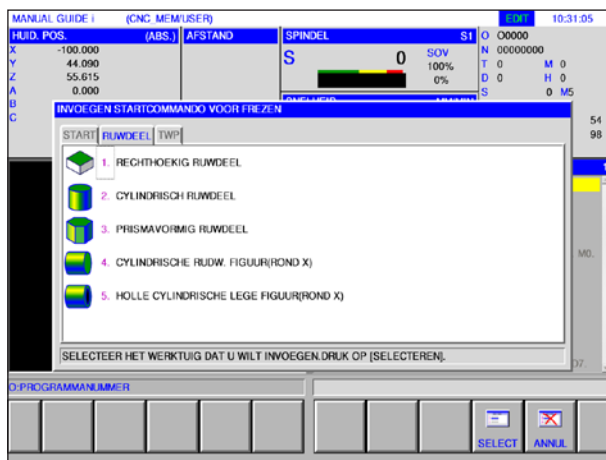 MANUAL GUIDE i (CNC_MEM/USER) EDIT 10:31:05
HUID. POS. (ABS.) AFSTAND SPINDEL S1 O O0000
X -100.000 S 0 SOV N 00000000
Y 44.090 100% T 0 M 0
Z 55.615 0% D 0 H 0
A 0.000 S 0 M5
B
INVOEGEN STARTCOMMANDO VOOR FREZEN
C 54
98
START RUWDEEL TWP
1. RECHTHOEKIG RUWDEEL
2. CYLINDRISCH RUWDEEL
3. PRISMAVORMIG RUWDEEL
M0.
4. CYLINDRISCHE RUDW. FIGUUR(ROND X)
5. HOLLE CYLINDRISCHE LEGE FIGUUR(ROND X)
SELECTEER HET WERKTUIG DAT U WILT INVOEGEN.DRUK OP [SELECTEREN].
O:PROGRAMMANUMMER
SELECT ANNUL